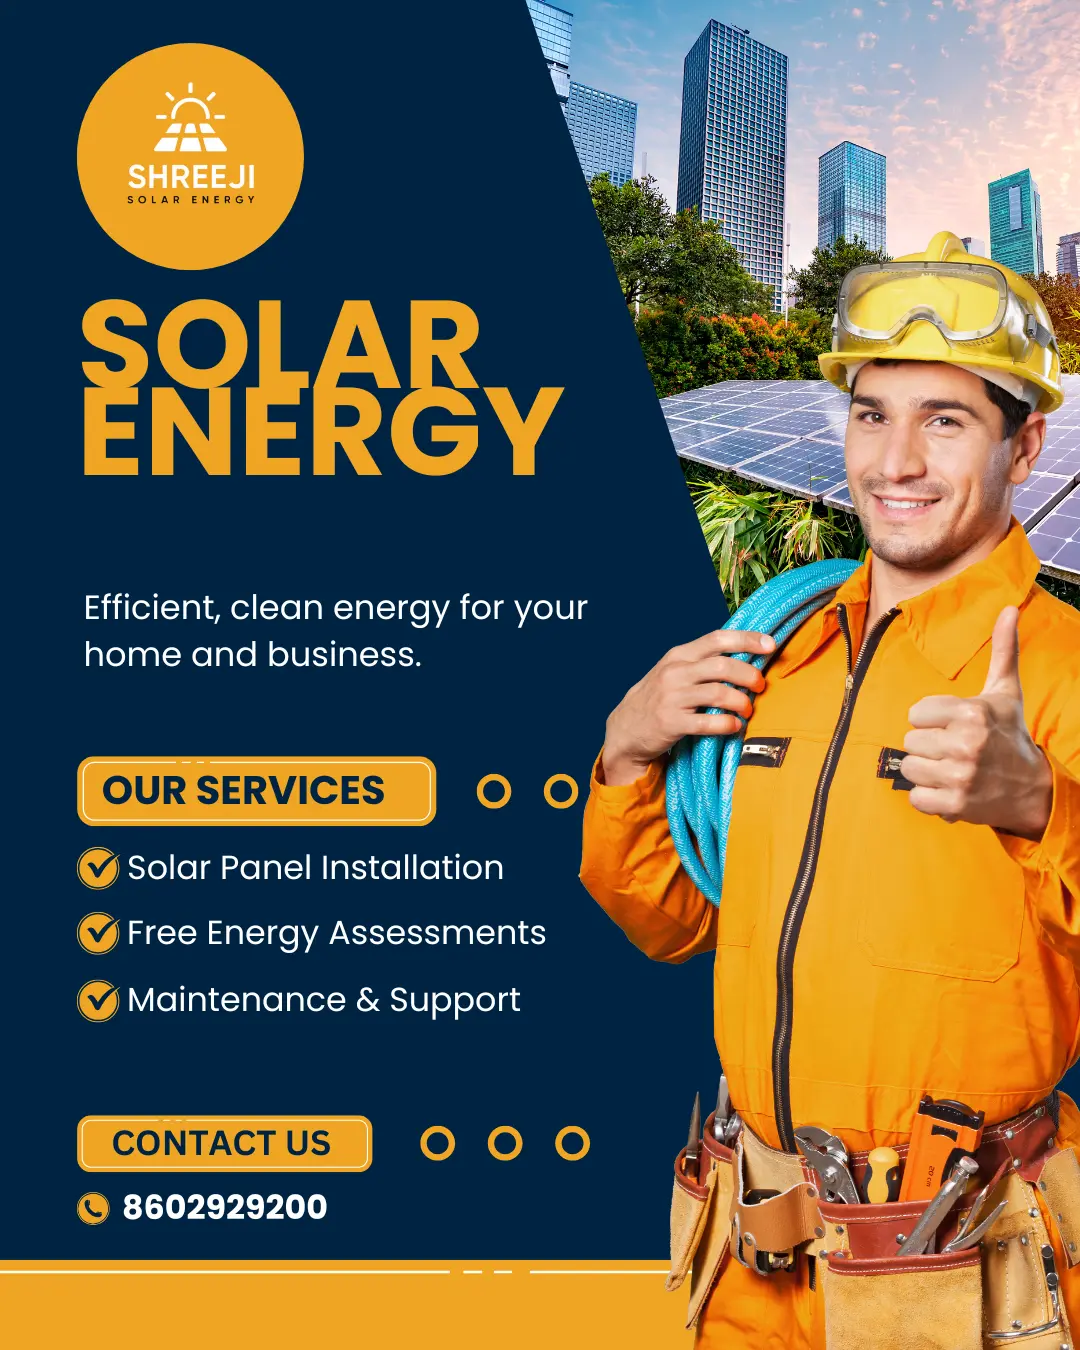 SHREEJI
SOLAR ENERGY
SOLAR
ENERGY
Efficient, clean energy for your
home and business.
OUR SERVICES
Solar Panel Installation
Free Energy Assessments
Maintenance & Support
CONTACT US
8602929200